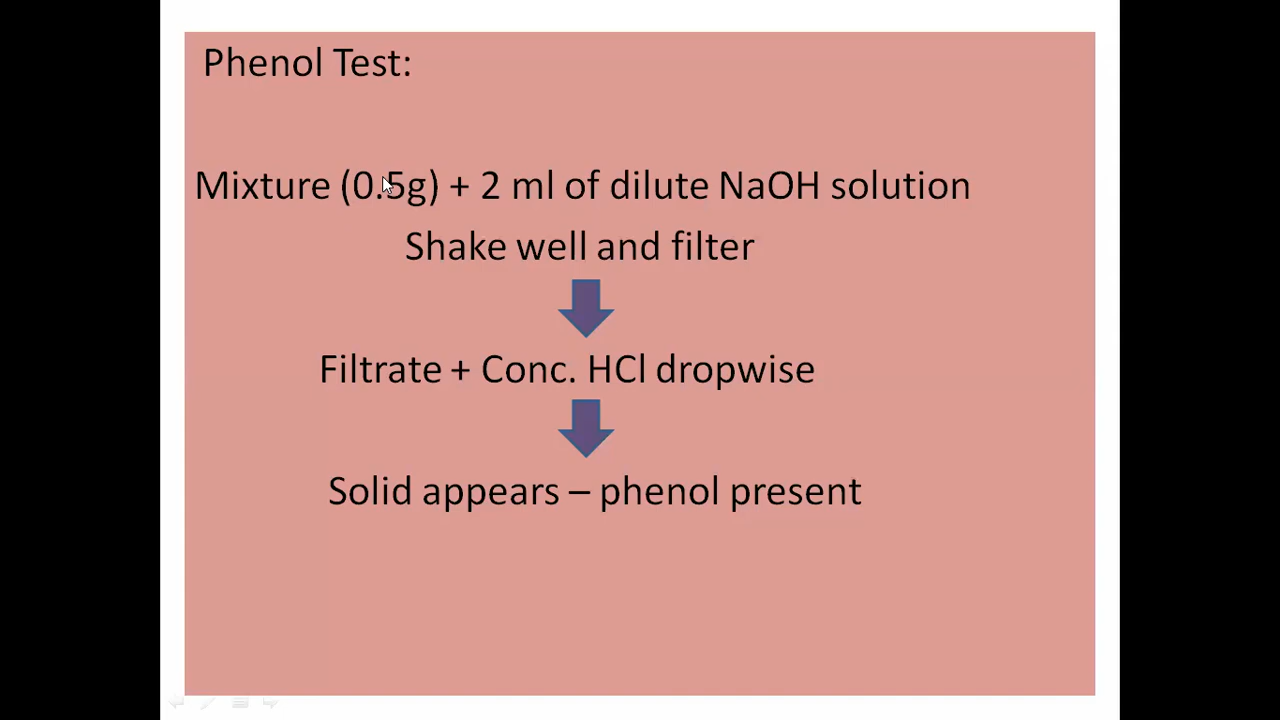 Phenol Test:
Mixture (0.5g) + 2 ml of dilute NaOH solution
Shake well and filter
Filtrate + Conc. HCl dropwise
Solid appears – phenol present